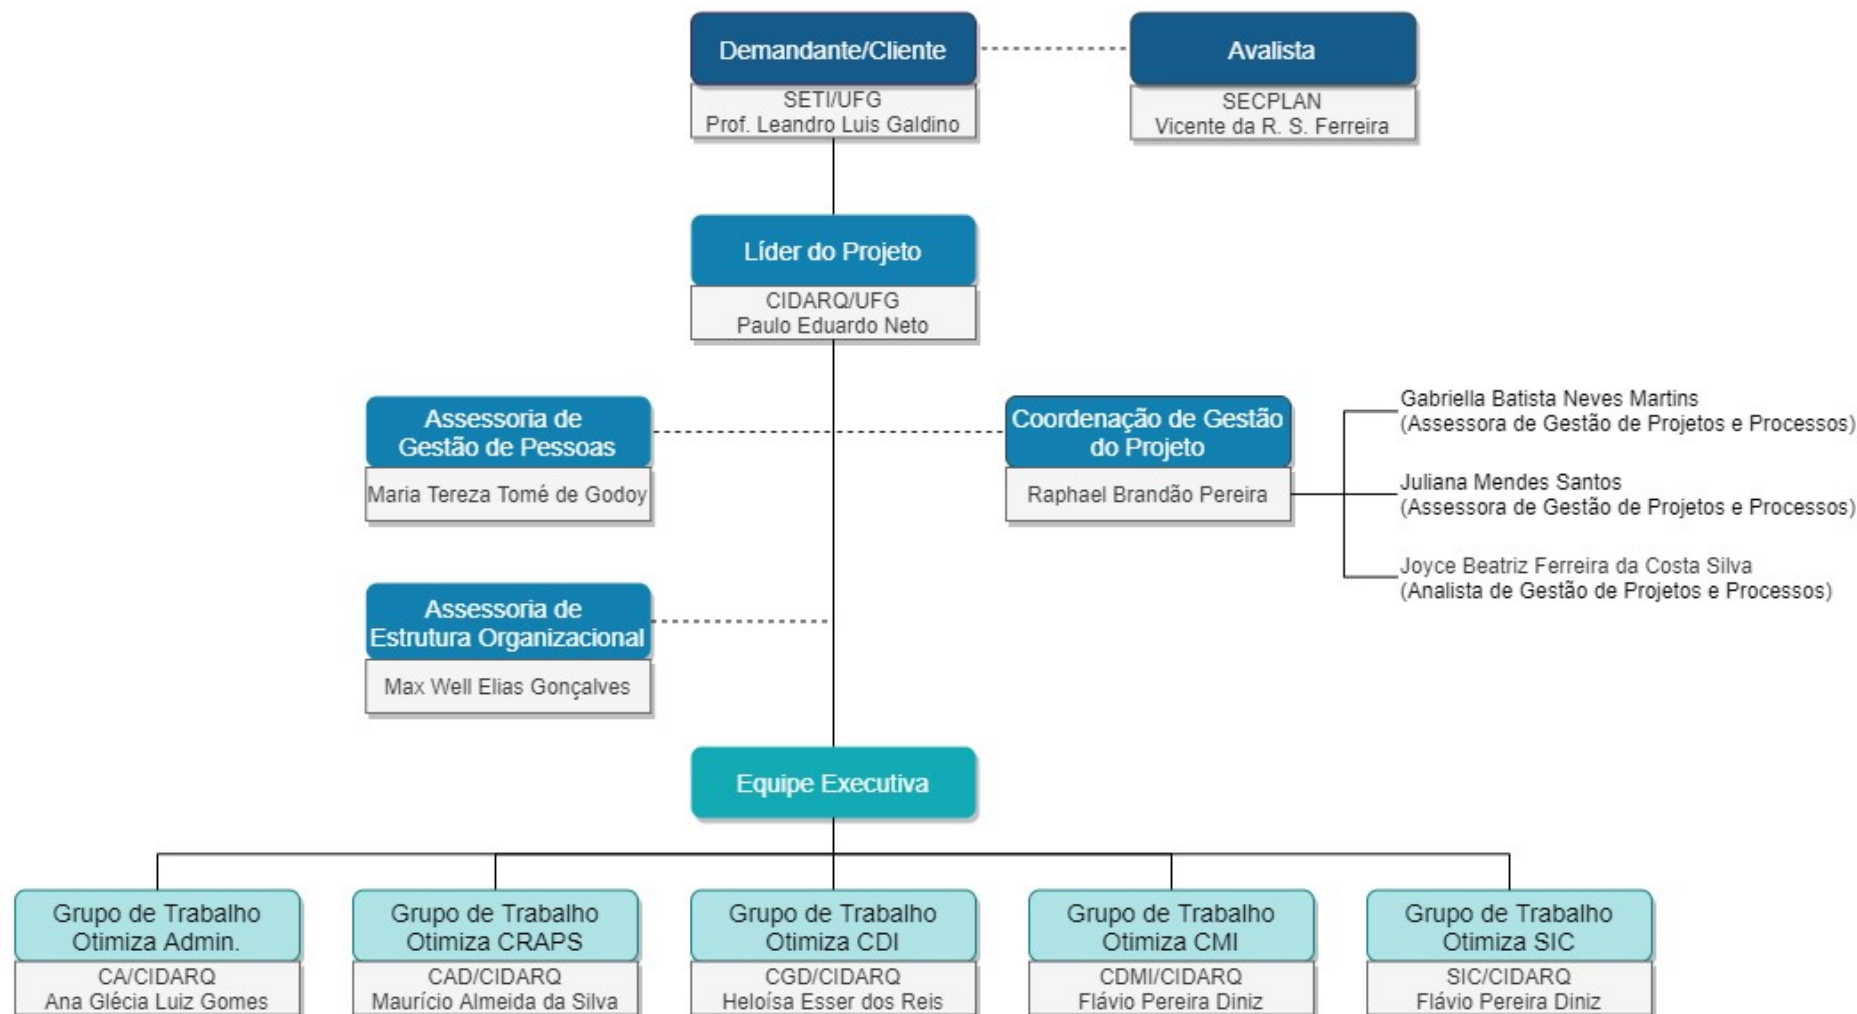 Demandante/Cliente
SETI/UFG
Prof. Leandro Luis Galdino
Avalista
SECPLAN
Vicente da R. S. Ferreira
Líder do Projeto
CIDARQ/UFG
Paulo Eduardo Neto
Assessoria de
Gestão de Pessoas
Maria Tereza Tomé de Godoy
Coordenação de Gestão
do Projeto
Raphael Brandão Pereira
Gabriella Batista Neves Martins
(Assessora de Gestão de Projetos e Processos)
Juliana Mendes Santos
(Assessora de Gestão de Projetos e Processos)
Joyce Beatriz Ferreira da Costa Silva
(Analista de Gestão de Projetos e Processos)
Assessoria de
Estrutura Organizacional
Max Well Elias Gonçalves
Equipe Executiva
Grupo de Trabalho
Otimiza Admin.
CA/CIDARQ
Ana Glécia Luiz Gomes
Grupo de Trabalho
Otimiza CRAPS
CAD/CIDARQ
Maurício Almeida da Silva
Grupo de Trabalho
Otimiza CDI
CGD/CIDARQ
Heloísa Esser dos Reis
Grupo de Trabalho
Otimiza CMI
CDMI/CIDARQ
Flávio Pereira Diniz
Grupo de Trabalho
Otimiza SIC
SIC/CIDARQ
Flávio Pereira Diniz